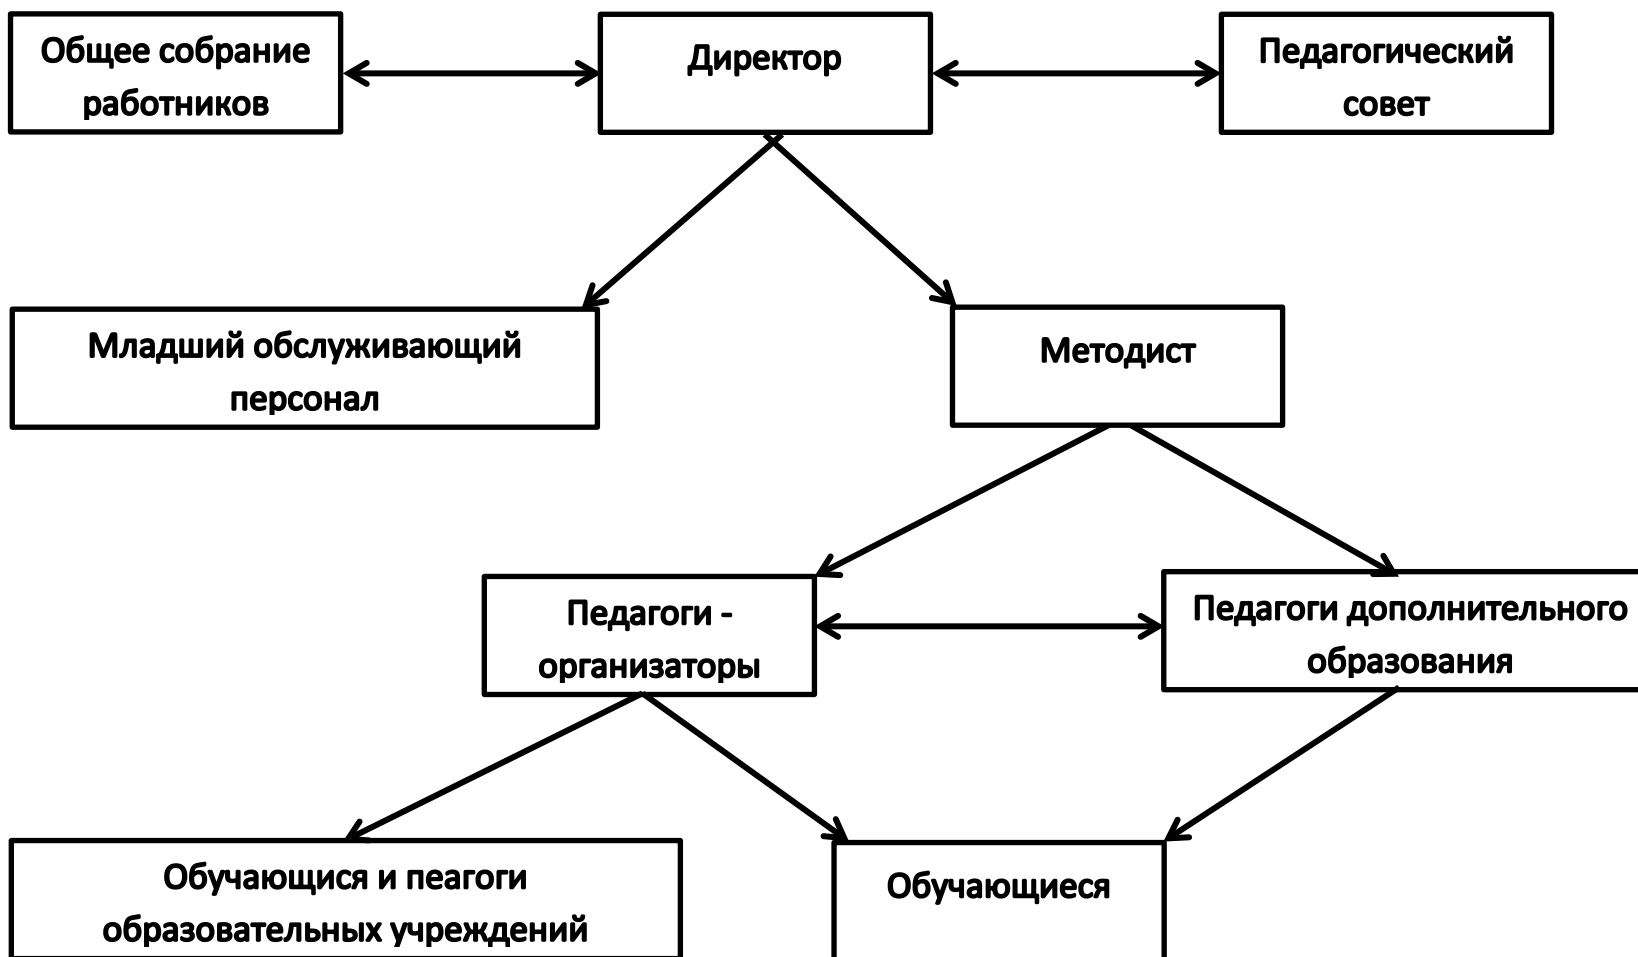 Общее собрание
работников
Директор
Педагогический
совет
Младший обслуживающий
персонал
Методист
Педагоги -
организаторы
Педагоги дополнительного
образования
Обучающися и пеагоги
образовательных учреждений
Обучающиеся